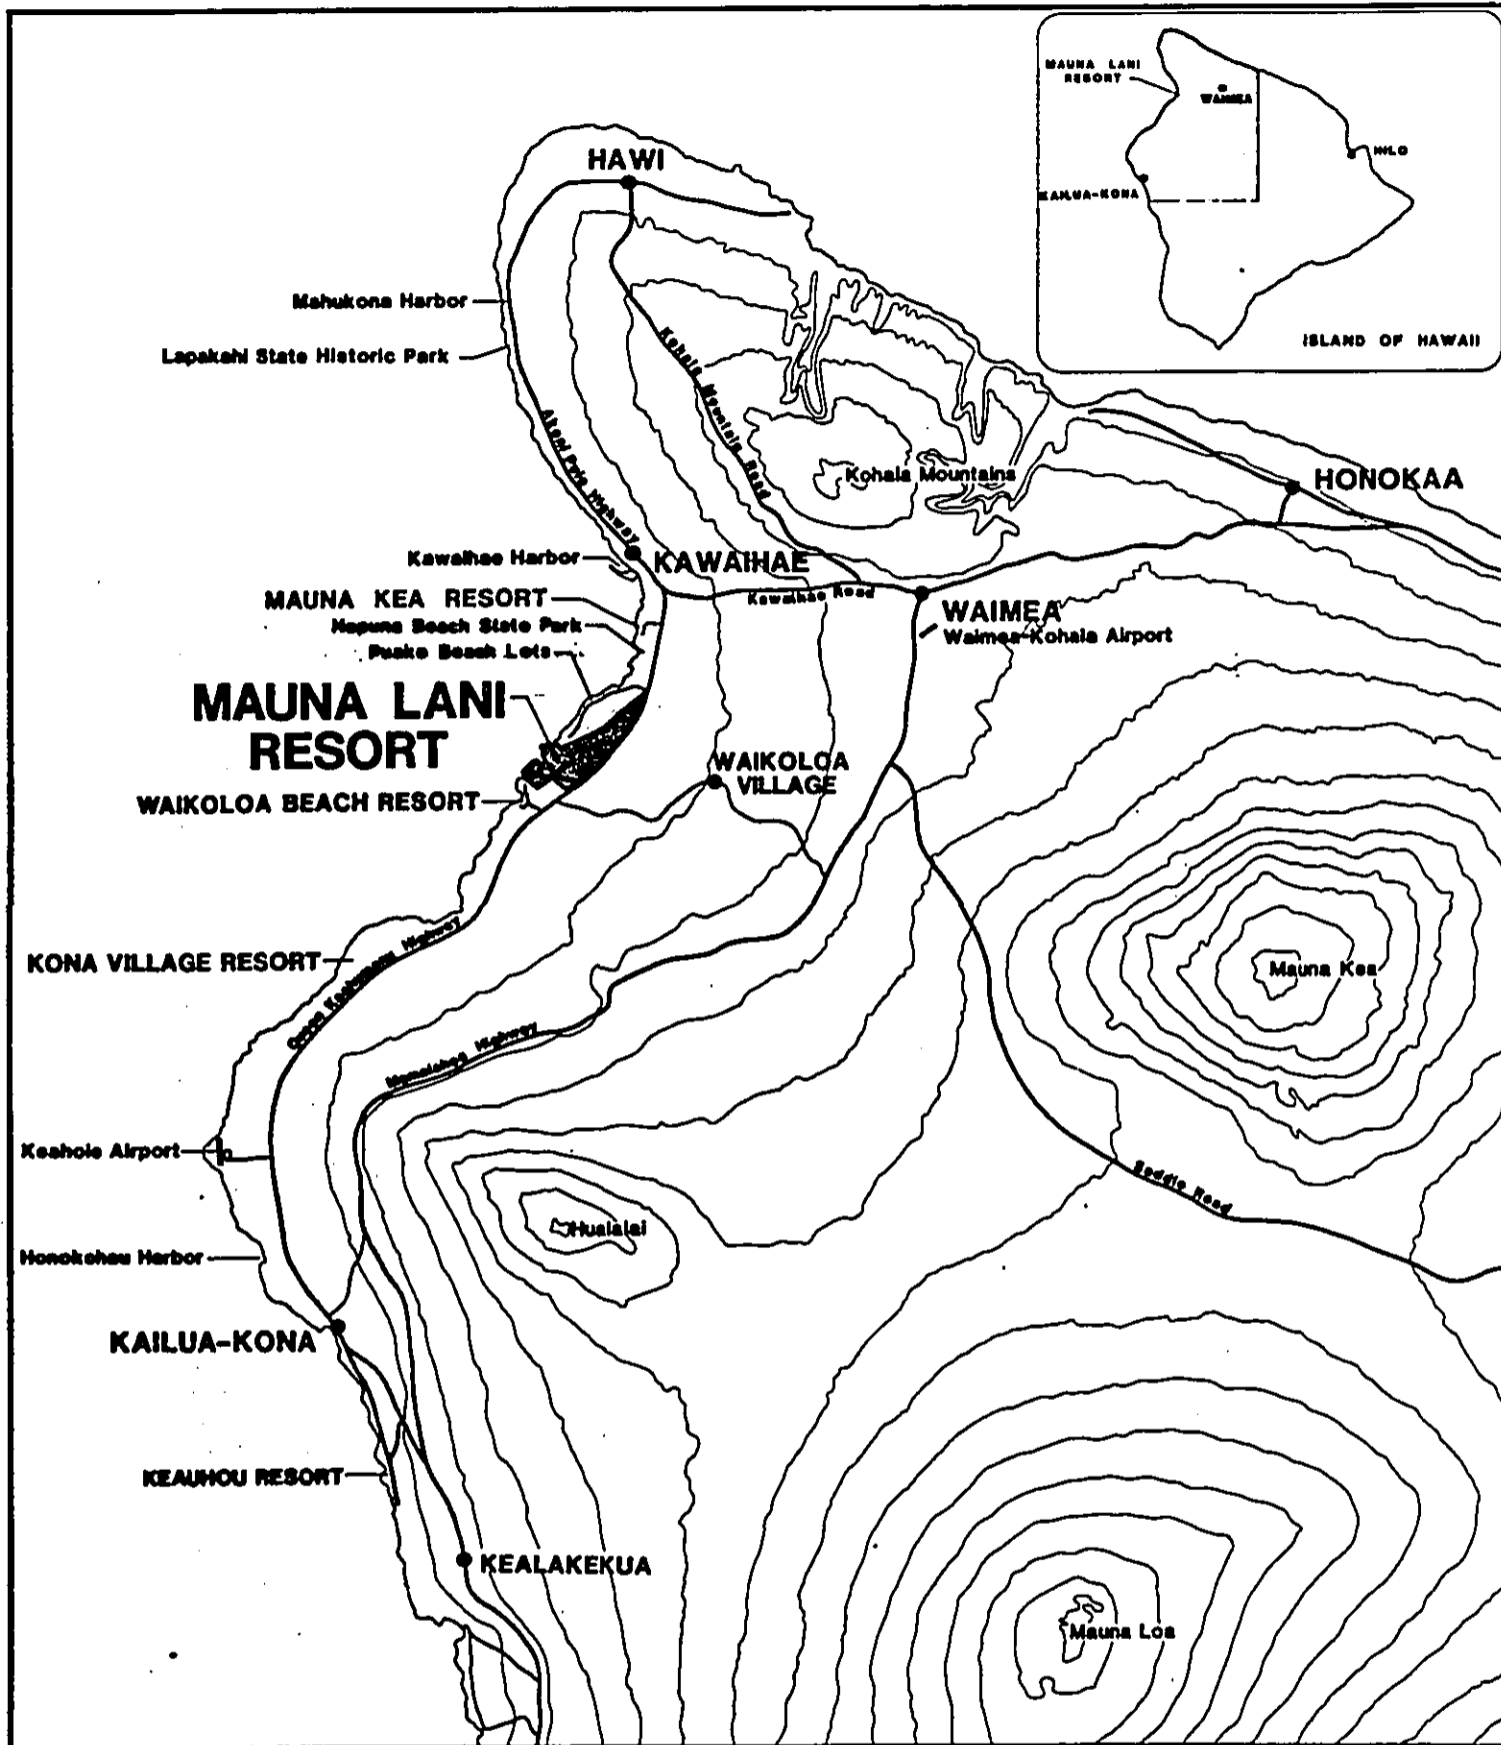 MAUNA LANI
RESORT
WAIMEA
HILO
KAILUA-KONA
ISLAND OF HAWAII
HAWI
Mahukona Harbor
Lapakahi State Historic Park
Kohala Mountain Road
Akoni Pule Highway
Kohala Mountains
HONOKAA
Kawaihae Harbor
KAWAIHAE
MAUNA KEA RESORT
Kawaihae Road
Hapuna Beach State Park
WAIMEA
Waimea-Kohala Airport
Puako Beach Lots
MAUNA LANI
RESORT
WAIKOLOA
VILLAGE
WAIKOLOA BEACH RESORT
KONA VILLAGE RESORT
Queen Kaahumanu Highway
Mauna Kea
Mamalahoa Highway
Keahole Airport
Saddle Road
Hualalai
Honokohau Harbor
KAILUA-KONA
KEAUHOU RESORT
KEALAKEKUA
Mauna Loa